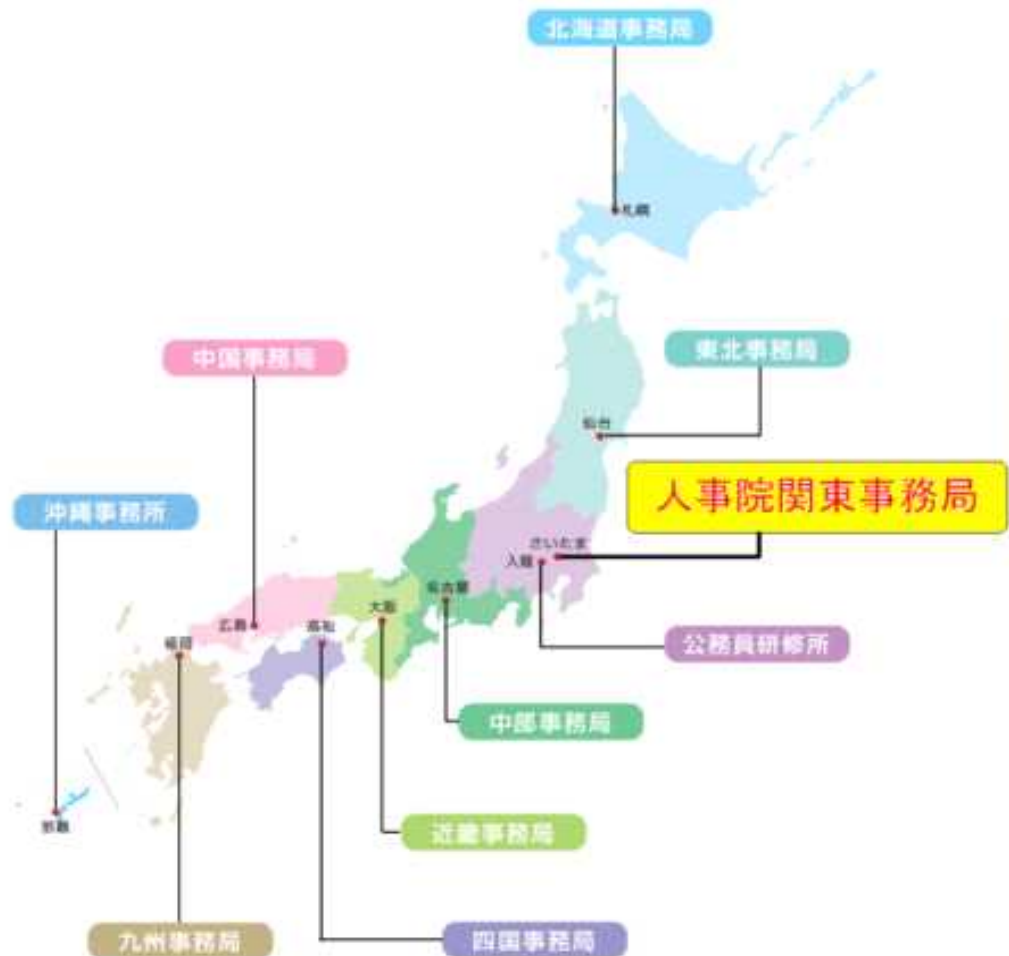 北海道事務局
札幌
中国事務局
東北事務局
仙台
人事院関東事務局
沖縄事務所
さいたま
入間
名古屋
大阪
広島
高松
公務員研修所
福岡
中部事務局
那覇
近畿事務局
九州事務局
四国事務局